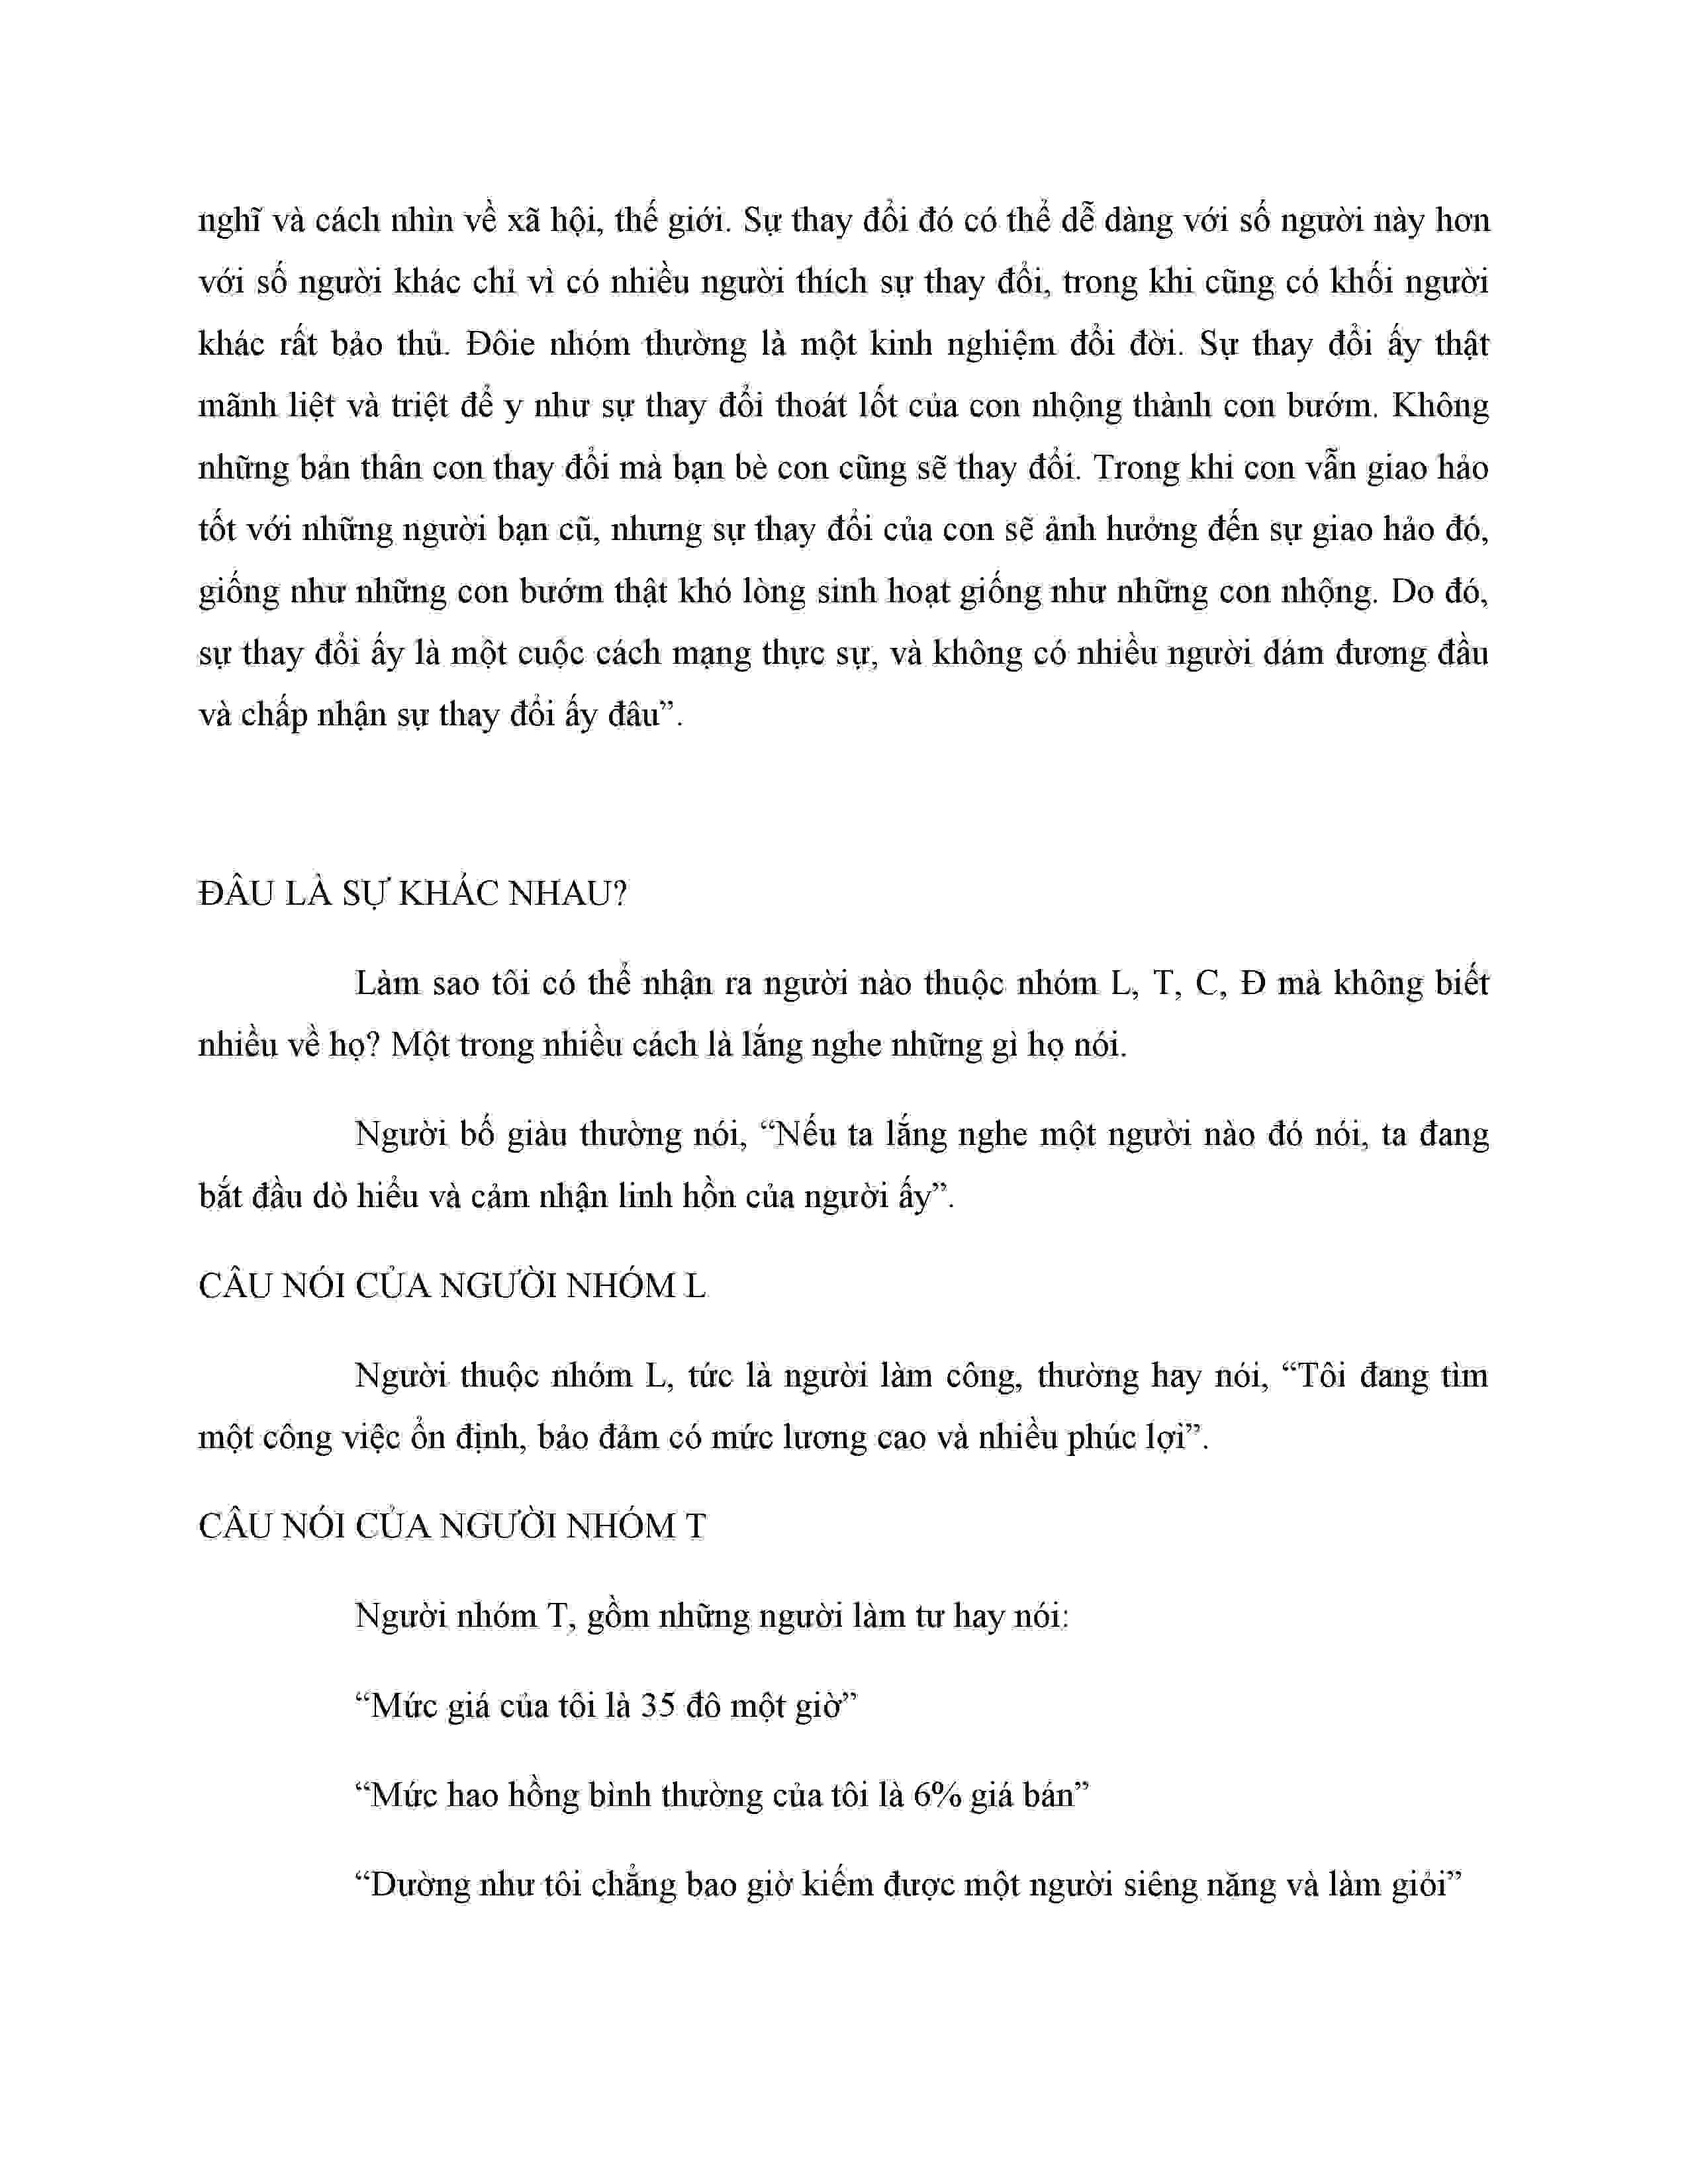 nghĩ và cách nhìn về xã hội, thế giới. Sự thay đổi đó có thể dễ dàng với số người này hơn
với số người khác chỉ vì có nhiều người thích sự thay đổi, trong khi cũng có khối người
khác rất bảo thủ. Đôie nhóm thường là một kinh nghiệm đổi đời. Sự thay đổi ấy thật
mãnh liệt và triệt để y như sự thay đổi thoát lốt của con nhộng thành con bướm. Không
những bản thân con thay đổi mà bạn bè con cũng sẽ thay đổi. Trong khi con vẫn giao hảo
tốt với những người bạn cũ, nhưng sự thay đổi của con sẽ ảnh hưởng đến sự giao hảo đó,
giống như những con bướm thật khó lòng sinh hoạt giống như những con nhộng. Do đó,
sự thay đổi ấy là một cuộc cách mạng thực sự, và không có nhiều người dám đương đầu
và chấp nhận sự thay đổi ấy đâu”.
ĐÂU LÀ SỰ KHÁC NHAU?
Làm sao tôi có thể nhận ra người nào thuộc nhóm L, T, C, Đ mà không biết
nhiều về họ? Một trong nhiều cách là lắng nghe những gì họ nói.
Người bố giàu thường nói, “Nếu ta lắng nghe một người nào đó nói, ta đang
bắt đầu dò hiểu và cảm nhận linh hồn của người ấy”.
CÂU NÓI CỦA NGƯỜI NHÓM L
Người thuộc nhóm L, tức là người làm công, thường hay nói, “Tôi đang tìm
một công việc ổn định, bảo đảm có mức lương cao và nhiều phúc lợi”.
CÂU NÓI CỦA NGƯỜI NHÓM T
Người nhóm T, gồm những người làm tư hay nói:
“Mức giá của tôi là 35 đô một giờ”
“Mức hao hồng bình thường của tôi là 6% giá bán”
“Dường như tôi chẳng bao giờ kiếm được một người siêng năng và làm giỏi”